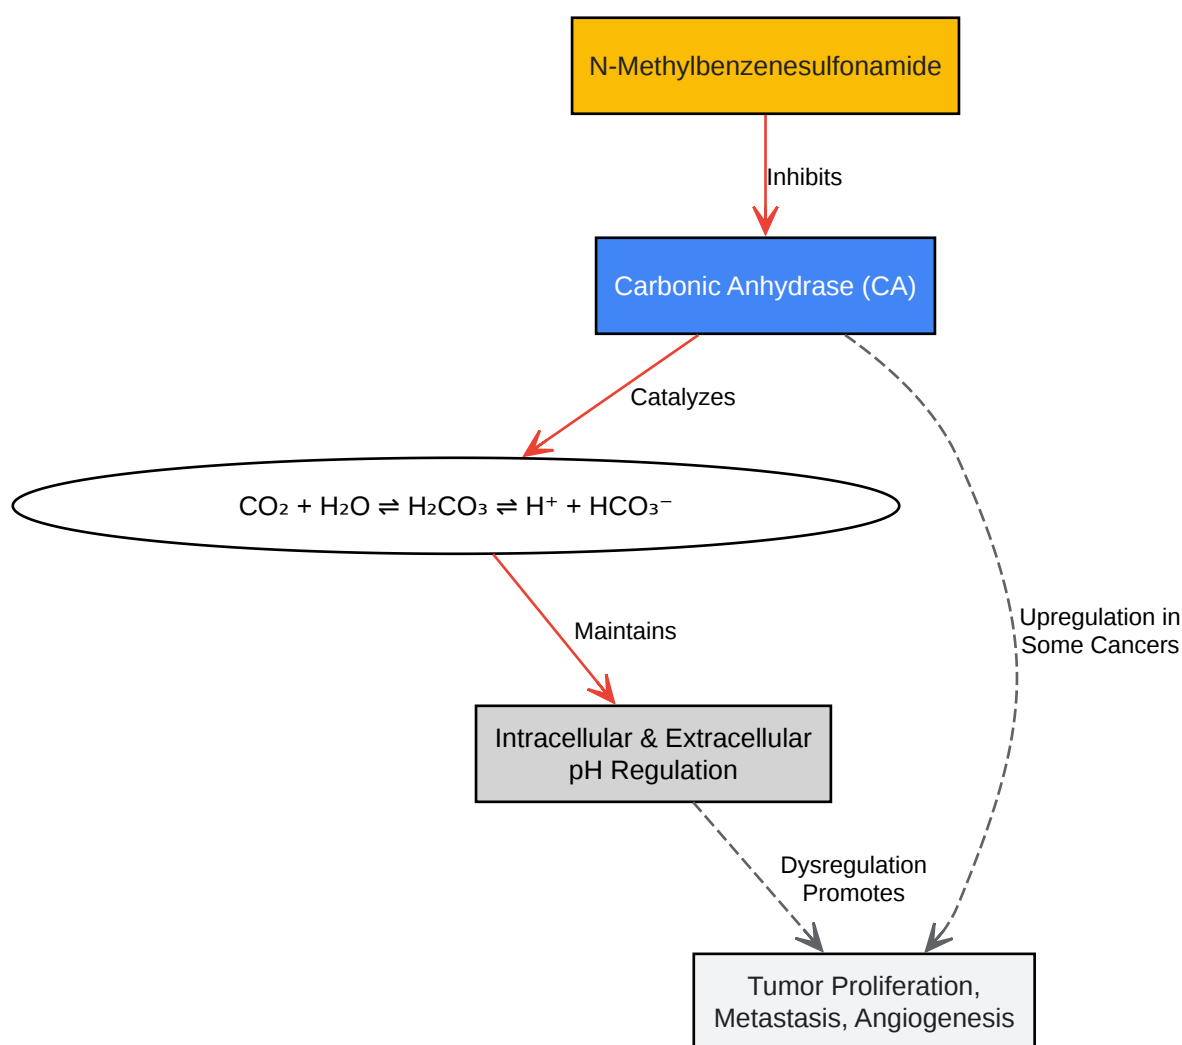 N-Methylbenzenesulfonamide
Inhibits
Carbonic Anhydrase (CA)
Catalyzes
CO₂ + H₂O ⇌ H₂CO₃ ⇌ H⁺ + HCO₃⁻
Maintains
Upregulation in
Some Cancers
Intracellular & Extracellular
pH Regulation
Dysregulation
Promotes
Tumor Proliferation,
Metastasis, Angiogenesis